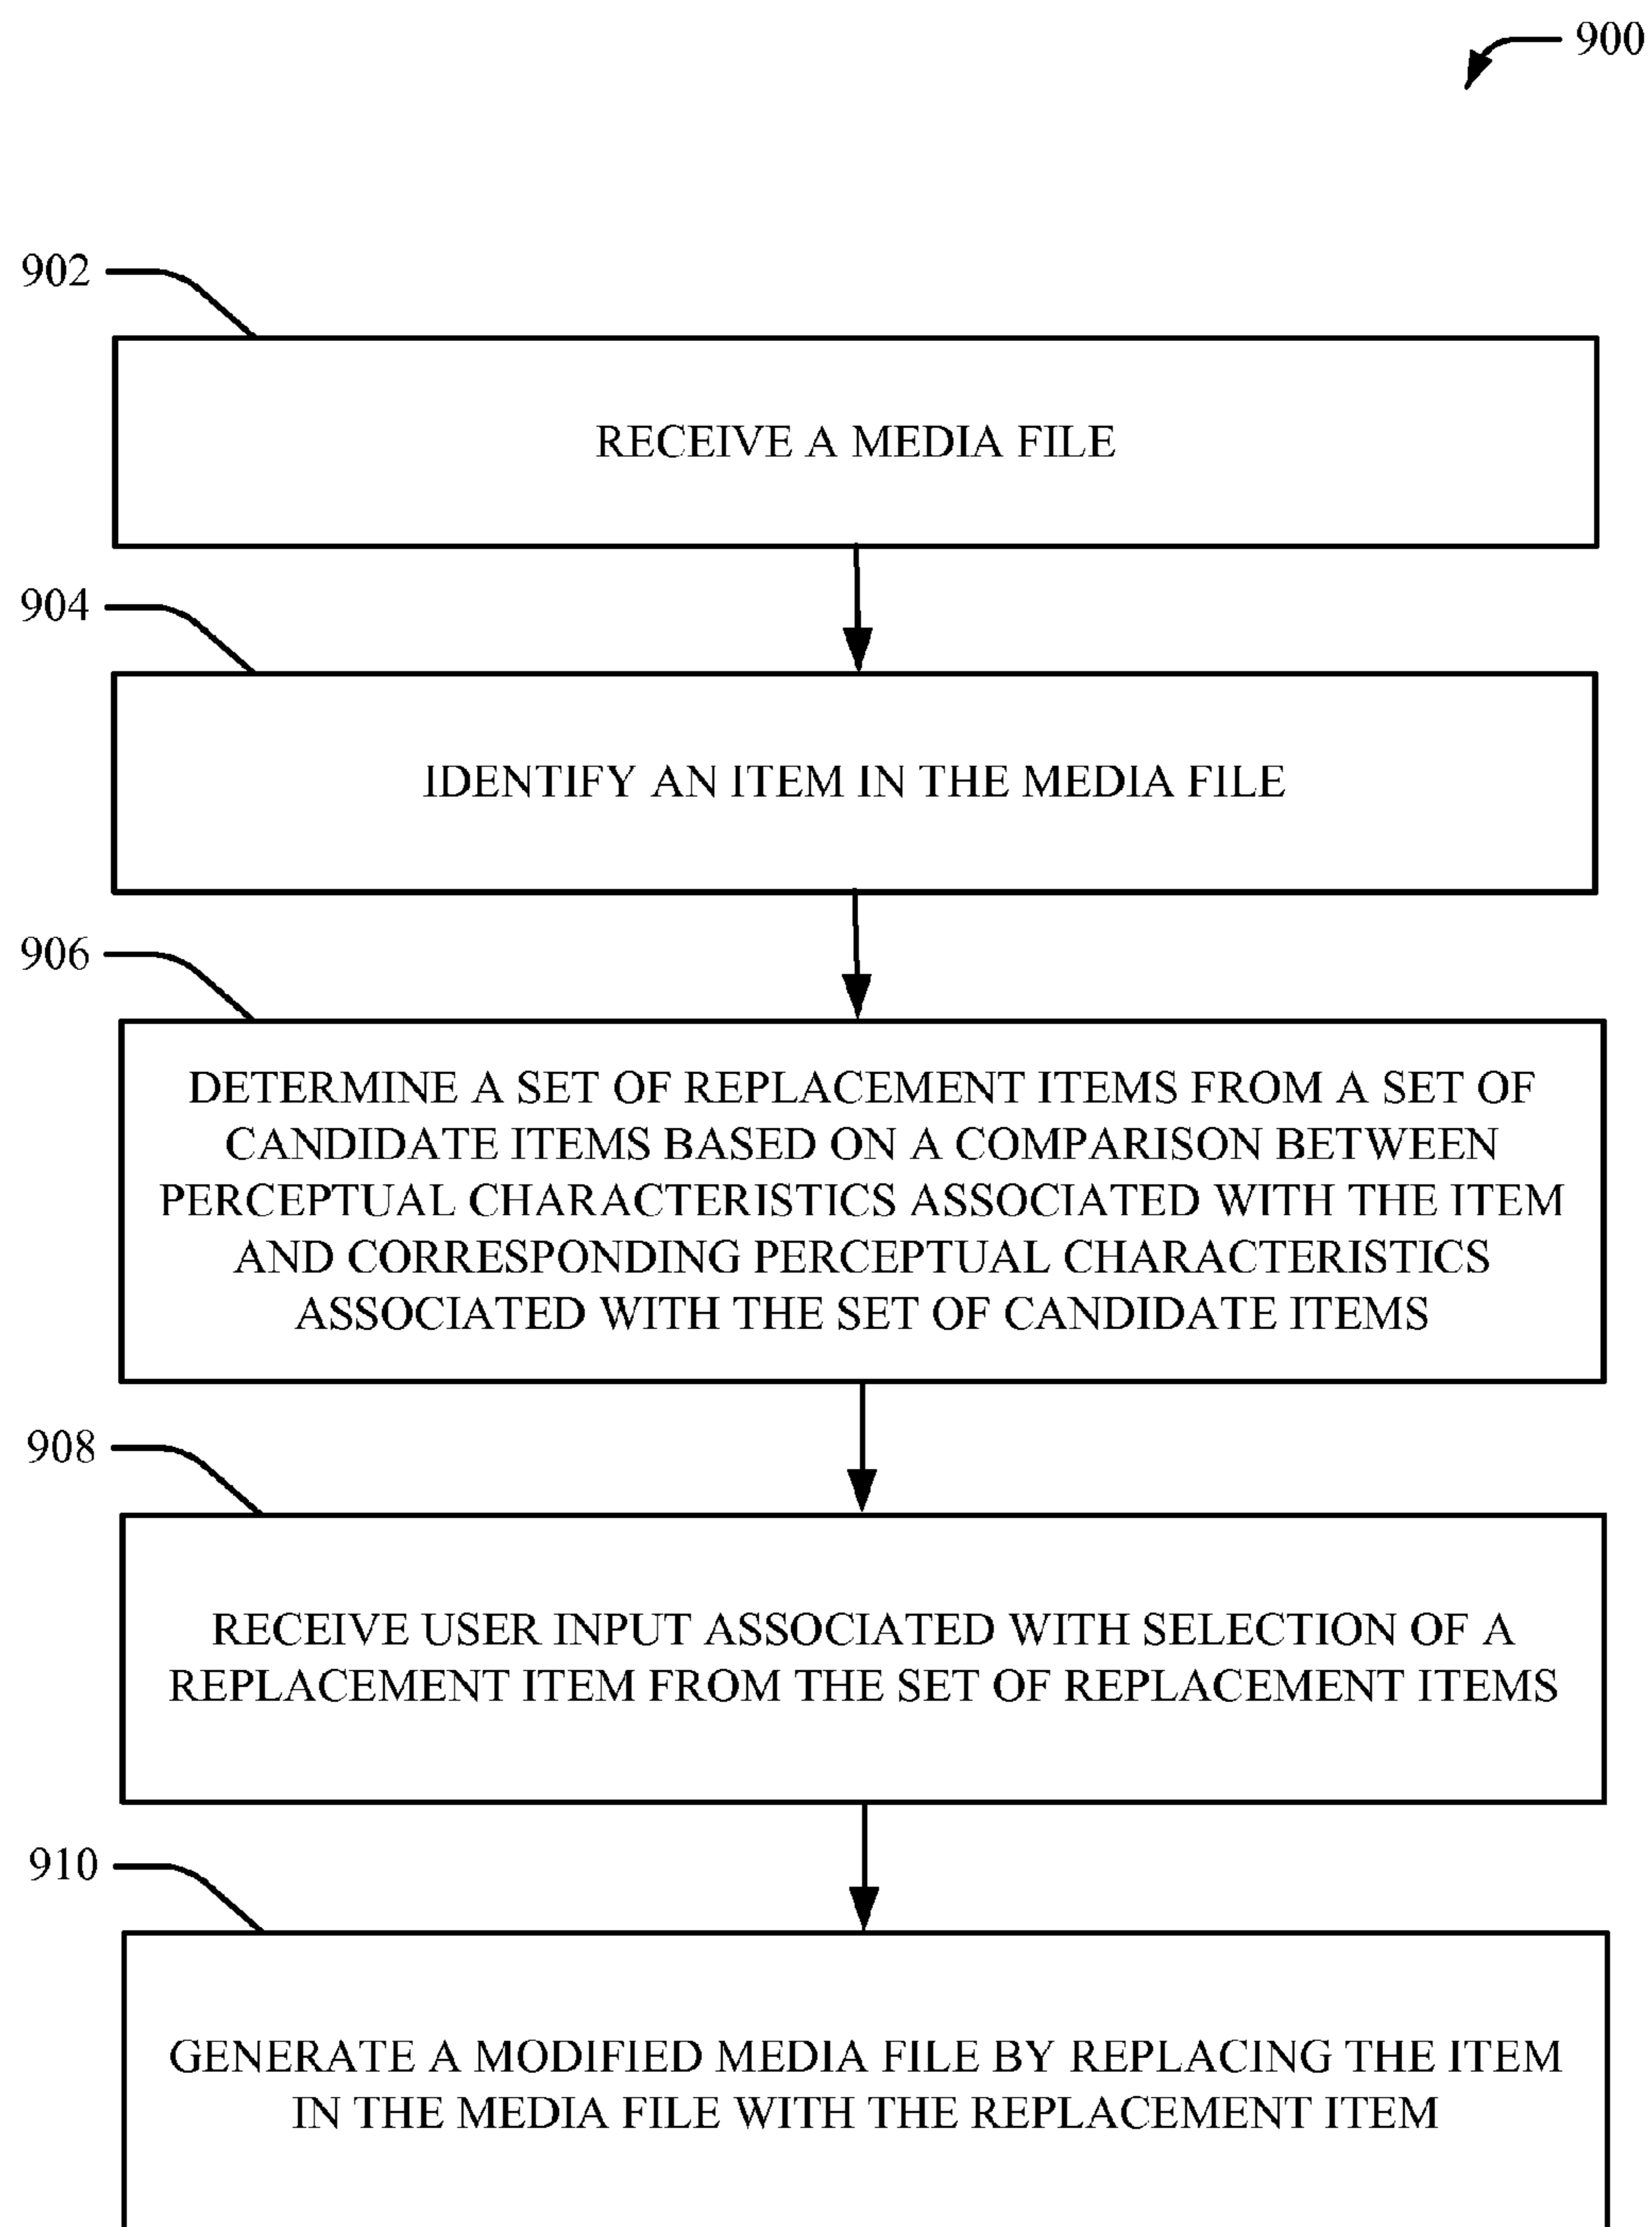 900
902
RECEIVE A MEDIA FILE
904
IDENTIFY AN ITEM IN THE MEDIA FILE
906
DETERMINE A SET OF REPLACEMENT ITEMS FROM A SET OF
CANDIDATE ITEMS BASED ON A COMPARISON BETWEEN
PERCEPTUAL CHARACTERISTICS ASSOCIATED WITH THE ITEM
AND CORRESPONDING PERCEPTUAL CHARACTERISTICS
ASSOCIATED WITH THE SET OF CANDIDATE ITEMS
908
RECEIVE USER INPUT ASSOCIATED WITH SELECTION OF A
REPLACEMENT ITEM FROM THE SET OF REPLACEMENT ITEMS
910
GENERATE A MODIFIED MEDIA FILE BY REPLACING THE ITEM
IN THE MEDIA FILE WITH THE REPLACEMENT ITEM